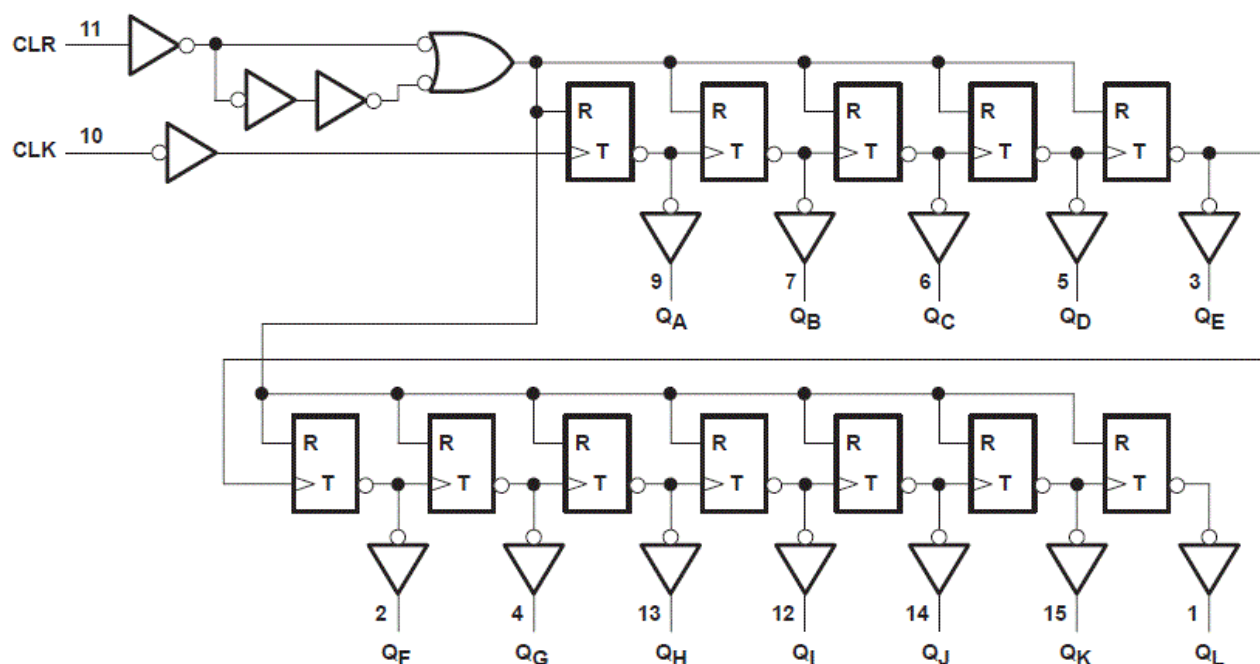 CLR 11
CLK 10
R R R R R
T T T T T
9 7 6 5 3
QA QB QC QD QE
R R R R R R R
T T T T T T T
2 4 13 12 14 15 1
QF QG QH QI QJ QK QL